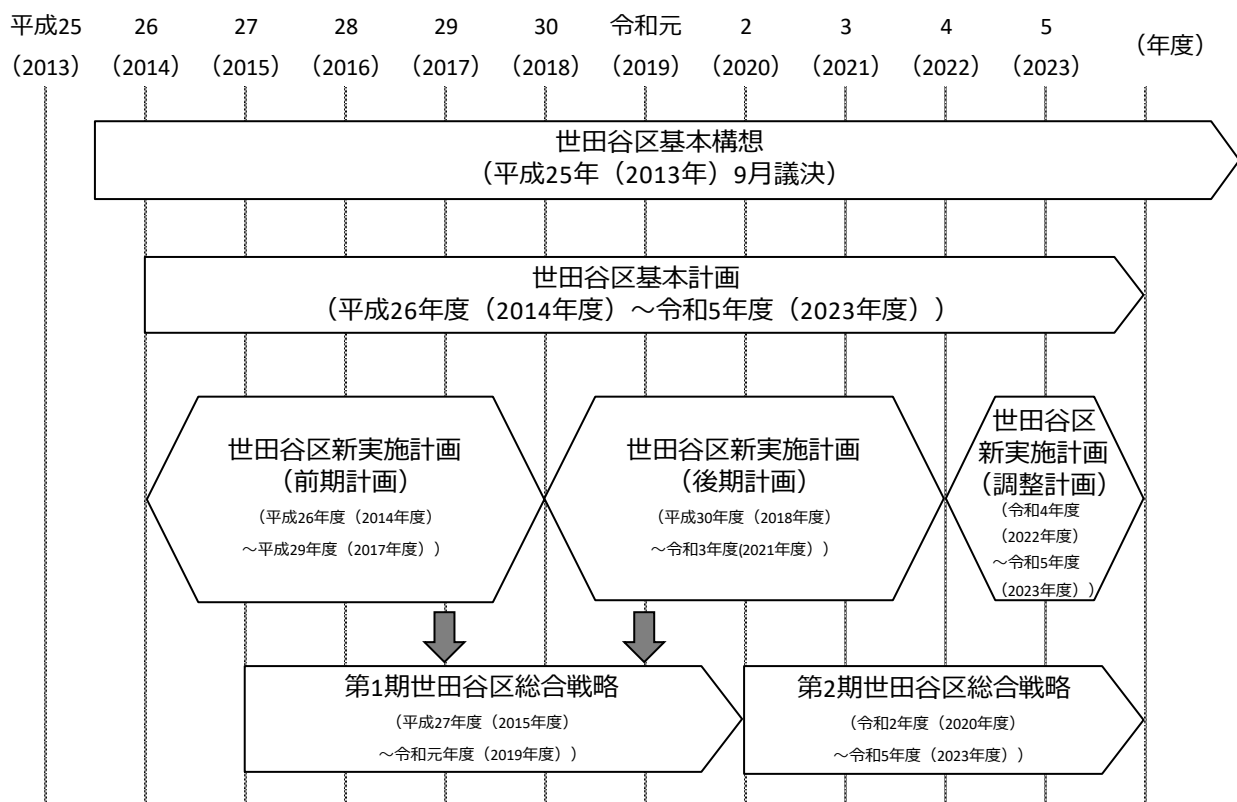 平成25 26 27 28 29 30 令和元 2 3 4 5
（2013） （2014） （2015） （2016） （2017） （2018） （2019） （2020） （2021） （2022） （2023） （年度）
世田谷区基本構想
（平成25年（2013年）9月議決）
世田谷区基本計画
（平成26年度（2014年度）～令和5年度（2023年度））
世田谷区新実施計画
（前期計画）
（平成26年度（2014年度）
～平成29年度（2017年度））
世田谷区新実施計画
（後期計画）
（平成30年度（2018年度）
～令和3年度(2021年度））
世田谷区
新実施計画
（調整計画）
（令和4年度
（2022年度）
～令和5年度
（2023年度））
第1期世田谷区総合戦略
（平成27年度（2015年度）
～令和元年度（2019年度））
第2期世田谷区総合戦略
（令和2年度（2020年度）
～令和5年度（2023年度））